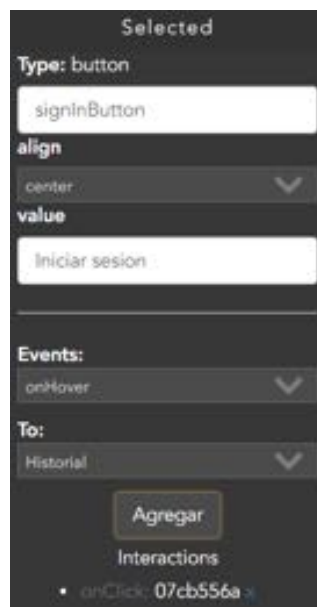 Selected
Type: button
signInButton
align
center
value
Iniciar sesion
Events:
onHover
To:
Historial
Agregar
Interactions
• onClick: 07cb556a x